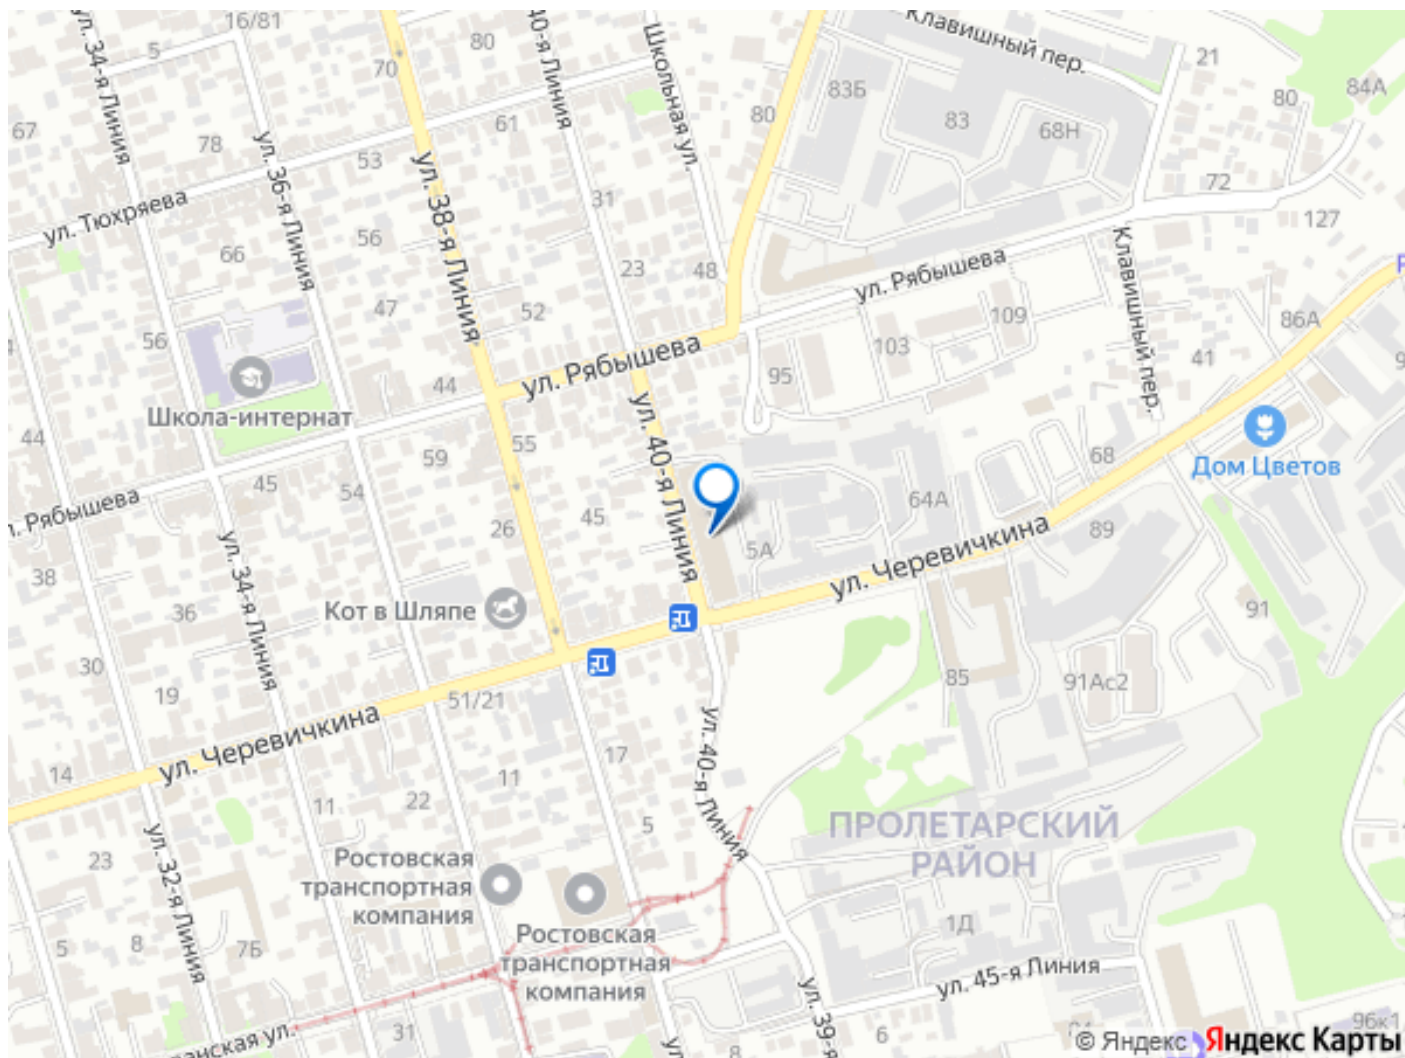 16/81
5
ул. 34-я Линия
70
80
40-я Линия
Школьная ул.
Клавишный пер.
21
84А
80
83Б
83
68Н
80
67
78
ул. 36-я Линия
53
61
ул. 38-я Линия
72
31
ул. Тюхряева
56
66
127
Клавишный пер.
23
48
ул. Рябышева
47
52
109
86А
56
103
41
ул. Рябышева
95
44
Школа-интернат
ул. 40-я Линия
44
55
59
Дом Цветов
68
45
54
64А
л. Рябышева
26
45
5А
89
ул. Черевичкина
38
ул. 34-я Линия
36
Кот в Шляпе
91
30
19
85
91Ас2
51/21
ул. Черевичкина
ул. 40-я Линия
14
17
11
11
22
5
ПРОЛЕТАРСКИЙ
РАЙОН
ул. 32-я Линия
23
Ростовская
транспортная
компания
5
8
7Б
1Д
Ростовская
транспортная
компания
ул. 45-я Линия
ул. 39-я
31
8
6
96к1
© Яндекс Яндекс Карты